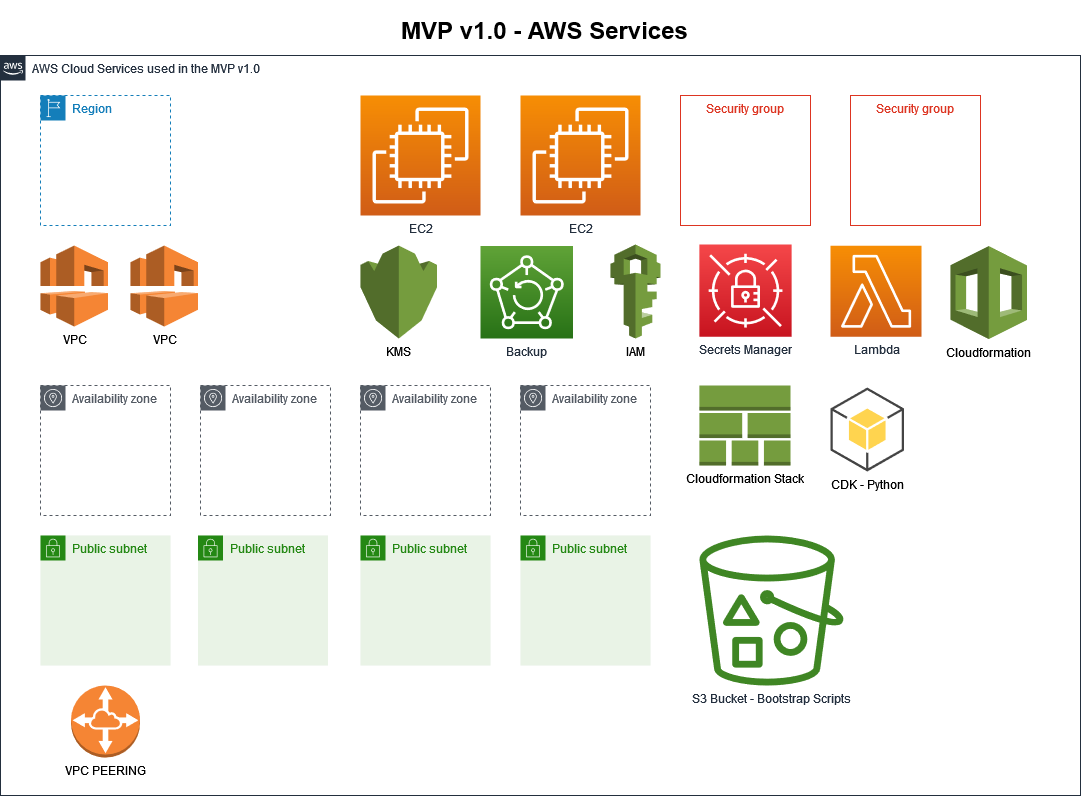 MVP v1.0 - AWS Services
aws
AWS Cloud Services used in the MVP v1.0
Region
EC2
EC2
Security group
Security group
VPC
VPC
KMS
Backup
IAM
Secrets Manager
Lambda
Cloudformation
Availability zone
Availability zone
Availability zone
Availability zone
Cloudformation Stack
CDK - Python
Public subnet
Public subnet
Public subnet
Public subnet
S3 Bucket - Bootstrap Scripts
VPC PEERING